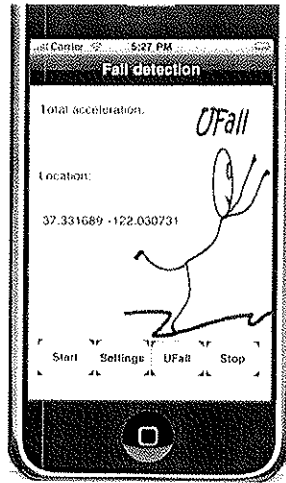 Carrier 5:27 PM
Fall detection
Total acceleration:
UFall
Location:
37.331689 -122.030731
Start Settings UFall Stop